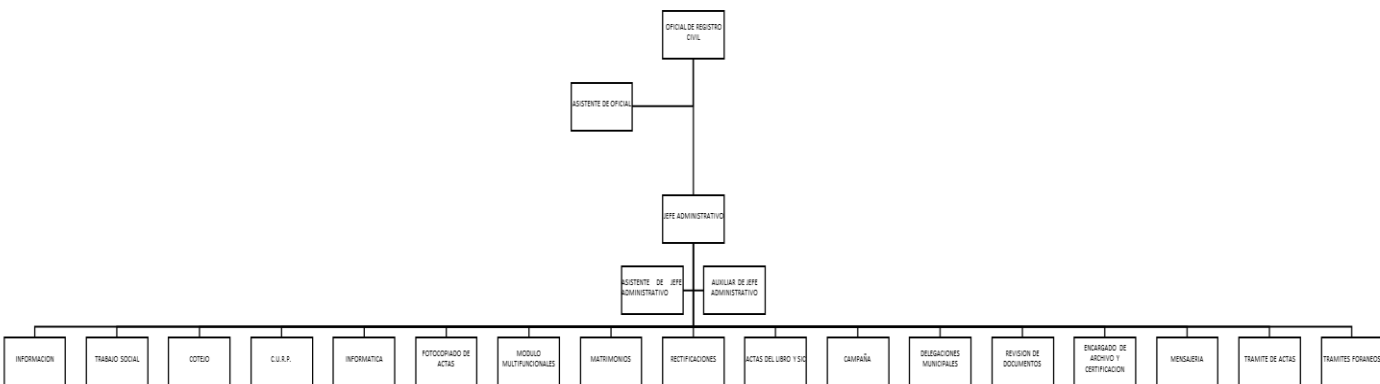 OFICIAL DE REGISTRO
CIVIL
ASISTENTE DE OFICIAL
JEFE ADMINISTRATIVO
ASISTENTE DE JEFE
ADMINISTRATIVO
AUXILIAR DE JEFE
ADMINISTRATIVO
INFORMACION
TRABAJO SOCIAL
COTEJO
C.U.R.P.
INFORMATICA
FOTOCOPIADO DE
ACTAS
MODULO
MULTIFUNCIONALES
MATRIMONIOS
RECTIFICACIONES
ACTAS DEL LIBRO Y SIC
CAMPAÑA
DELEGACIONES
MUNICIPALES
REVISION DE
DOCUMENTOS
ENCARGADO DE
ARCHIVO Y
CERTIFICACION
MENSAJERIA
TRAMITE DE ACTAS
TRAMITES FORANEOS